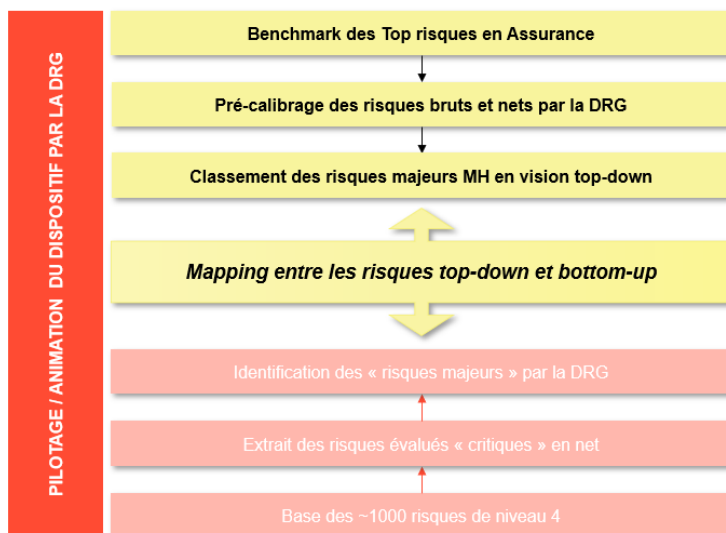 PILOTAGE / ANIMATION DU DISPOSITIF PAR LA DRG
Benchmark des Top risques en Assurance
Pré-calibrage des risques bruts et nets par la DRG
Classement des risques majeurs MH en vision top-down
Mapping entre les risques top-down et bottom-up
Identification des « risques majeurs » par la DRG
Extrait des risques évalués « critiques » en net
Base des ~1000 risques de niveau 4